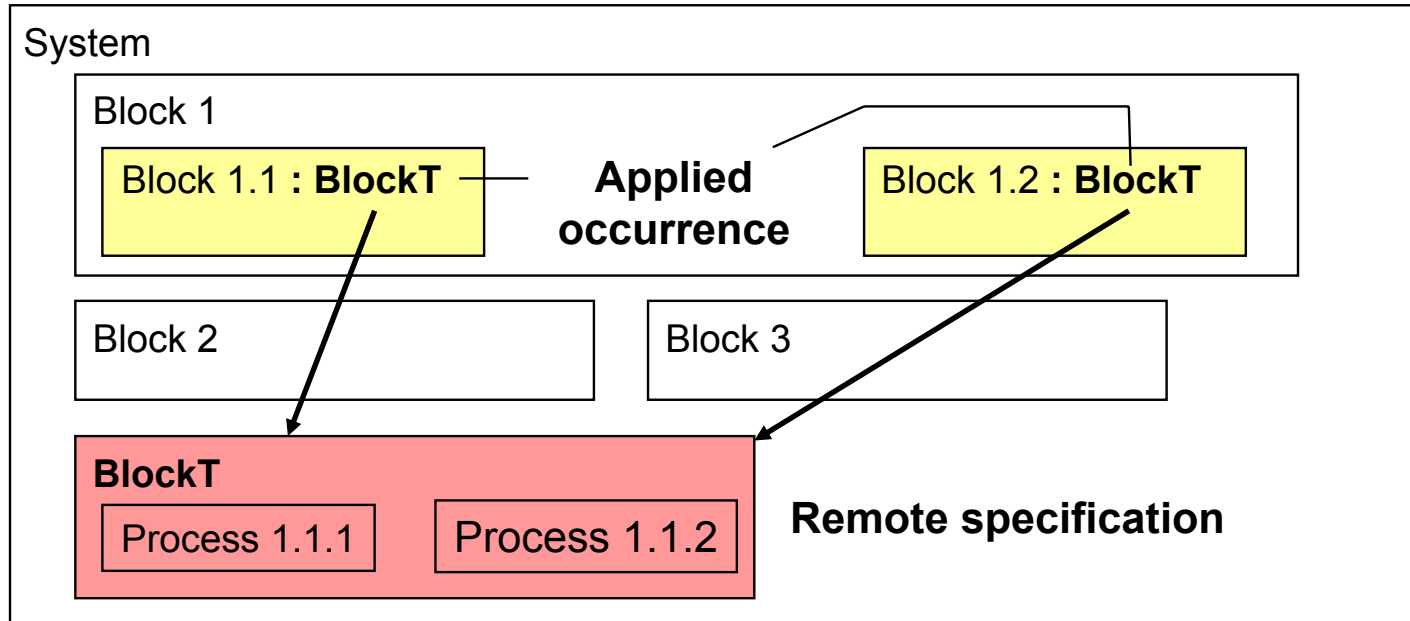 System
Block 1
Block 1.1 : BlockT
Applied
occurrence
Block 1.2 : BlockT
Block 2
Block 3
BlockT
Process 1.1.1
Process 1.1.2
Remote specification